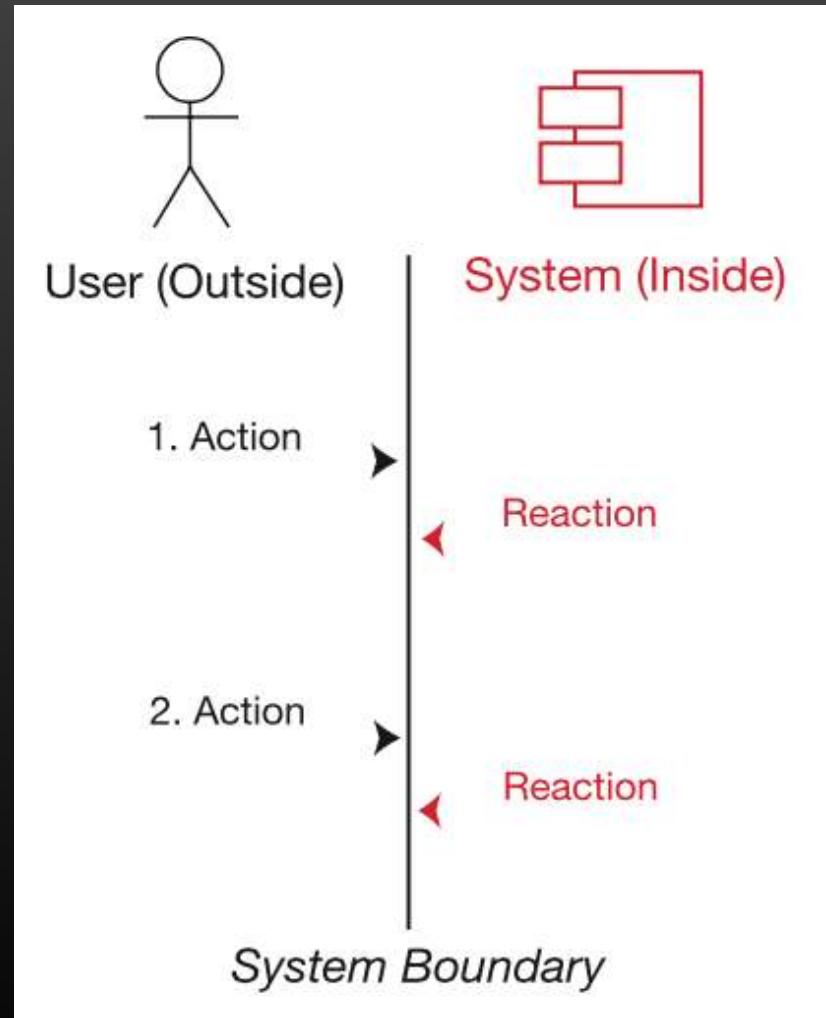 User (Outside)
System (Inside)
1. Action
Reaction
2. Action
Reaction
System Boundary